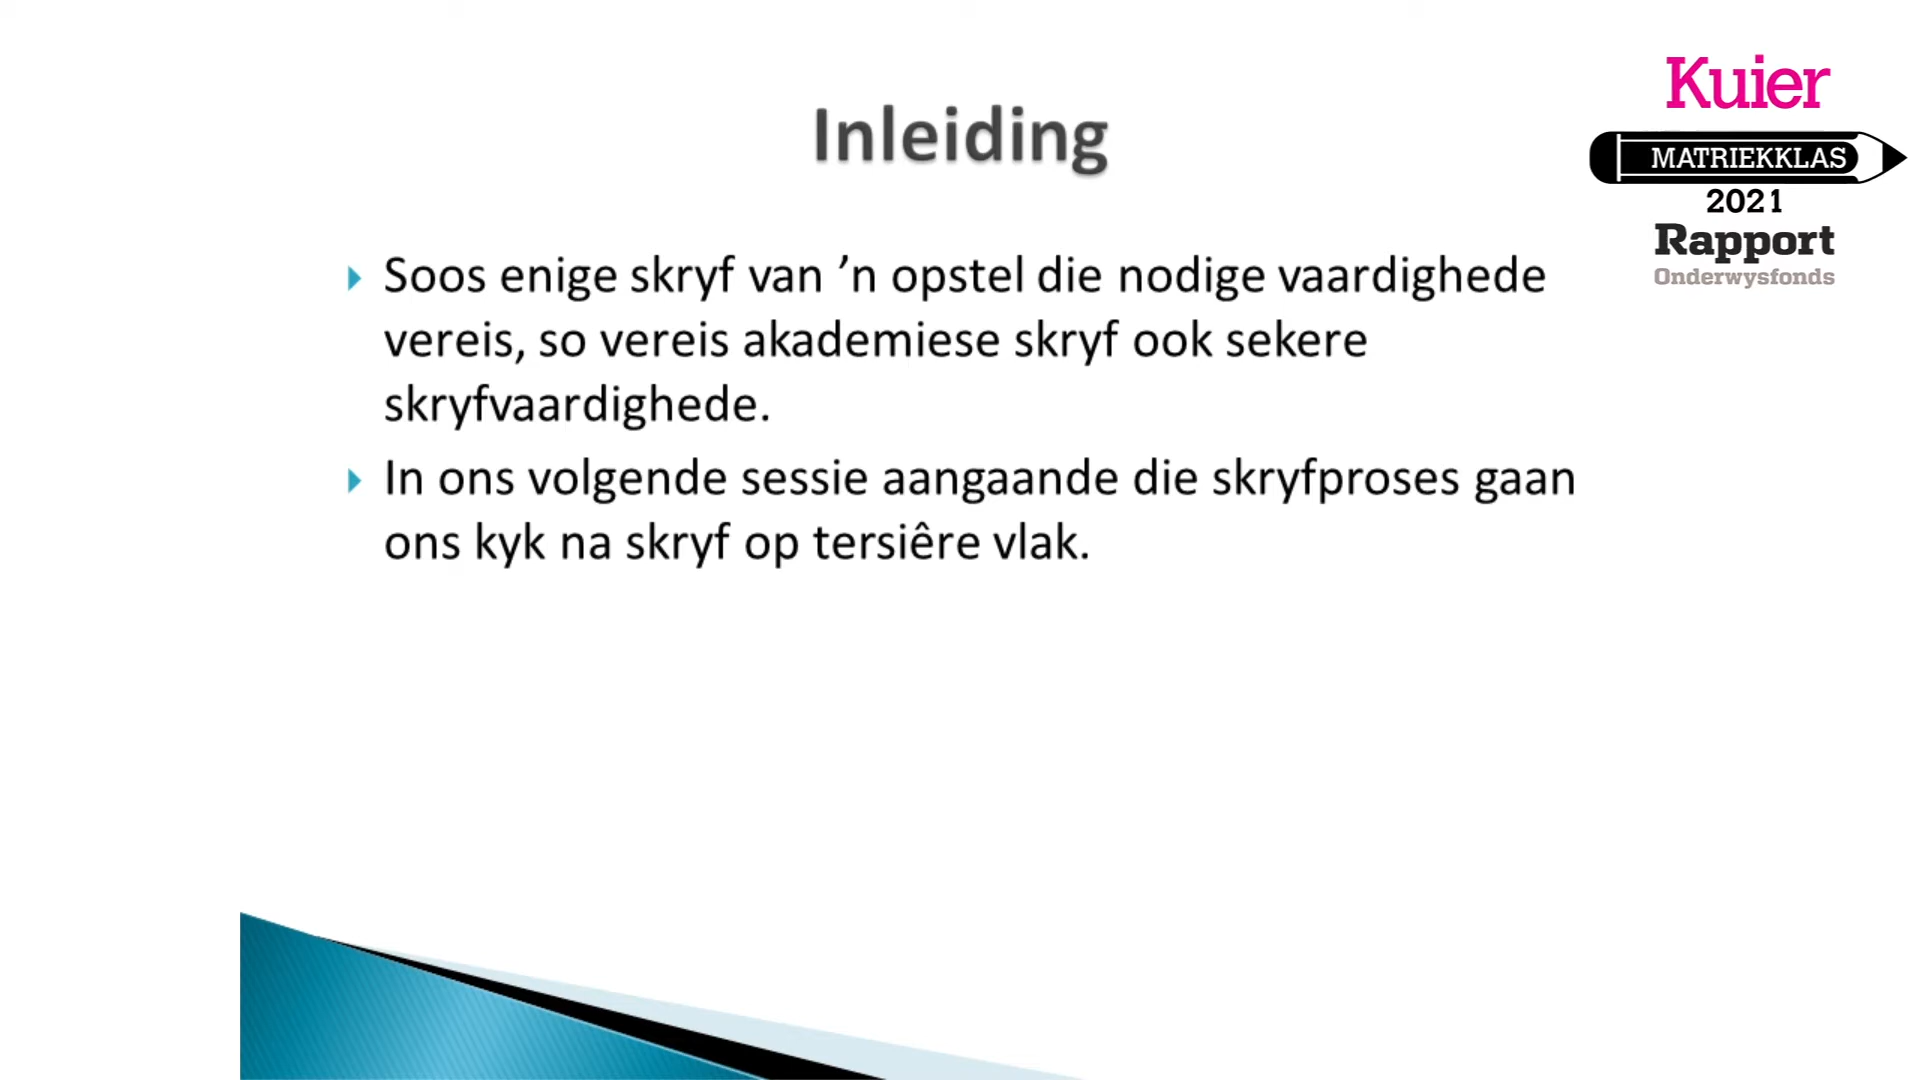 Inleiding
Kuier
MATRIEKKLAS
2021
Rapport
Onderwysfonds
Soos enige skryf van ’n opstel die nodige vaardighede
vereis, so vereis akademiese skryf ook sekere
skryfvaardighede.
In ons volgende sessie aangaande die skryfproses gaan
ons kyk na skryf op tersiêre vlak.